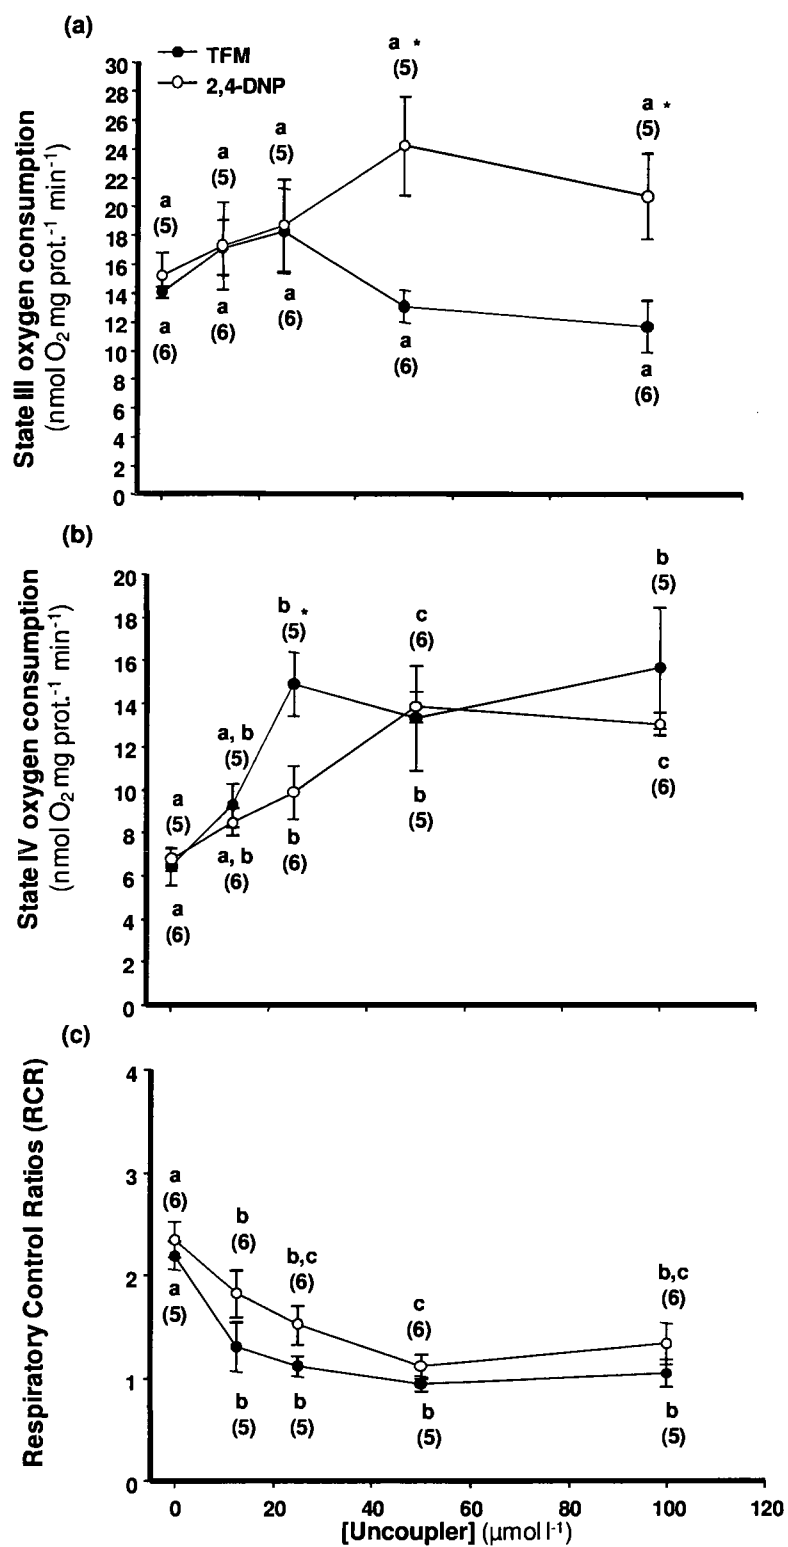 (a)
TFM
2,4-DNP
State III oxygen consumption
(nmol O2 mg prot.-1 min-1)
30
28
26
24
22
20
18
16
14
12
10
8
6
4
2
0
a
(5)
a
(5)
a
(5)
a *
(5)
a *
(5)
a
(6)
a
(6)
a
(6)
a
(6)
a
(6)
(b)
State IV oxygen consumption
(nmol O2 mg prot.-1 min-1)
20
18
16
14
12
10
8
6
4
2
0
a
(5)
a, b
(5)
b *
(5)
c
(6)
b
(5)
a
(6)
a, b
(6)
b
(6)
b
(5)
c
(6)
(c)
Respiratory Control Ratios (RCR)
4
3
2
1
0
a
(6)
b
(6)
b,c
(6)
c
(6)
b,c
(6)
a
(5)
b
(5)
b
(5)
b
(5)
b
(5)
0 20 40 60 80 100 120
[Uncoupler] (μmol l-1)